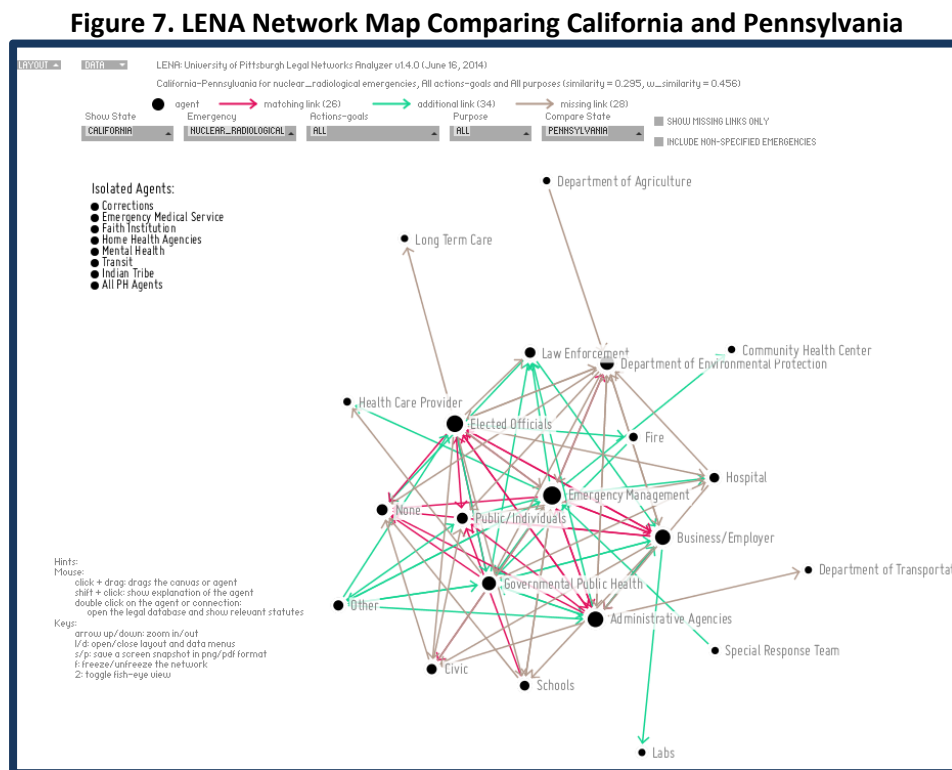 Figure 7. LENA Network Map Comparing California and Pennsylvania
LAYOUT
DATA
LENA: University of Pittsburgh Legal Networks Analyzer v1.4.0 (June 16, 2014)
California-Pennsylvania for nuclear_radiological emergencies, All actions-goals and All purposes (similarity = 0.295, w_similarity = 0.456)
agent
matching link (26)
additional link (34)
missing link (28)
Show State
Emergency
Actions-goals
Purpose
Compare State
CALIFORNIA
NUCLEAR_RADIOLOGICAL
ALL
ALL
PENNSYLVANIA
SHOW MISSING LINKS ONLY
INCLUDE NON-SPECIFIED EMERGENCIES
Isolated Agents:
Corrections
Emergency Medical Service
Faith Institution
Home Health Agencies
Mental Health
Transit
Indian Tribe
All PH Agents
Department of Agriculture
Long Term Care
Law Enforcement
Community Health Center
Department of Environmental Protection
Health Care Provider
Elected Officials
Fire
Hospital
Emergency Management
None
Public/Individuals
Business/Employer
Governmental Public Health
Department of Transportat
Other
Administrative Agencies
Special Response Team
Civic
Schools
Labs
Hints:
Mouse:
click + drag: drags the canvas or agent
shift + click: show explanation of the agent
double click on the agent or connection:
open the legal database and show relevant statutes
Keys:
arrow up/down: zoom in/out
l/d: open/close layout and data menus
s/p: save a screen snapshot in png/pdf format
f: freeze/unfreeze the network
2: toggle fish-eye view